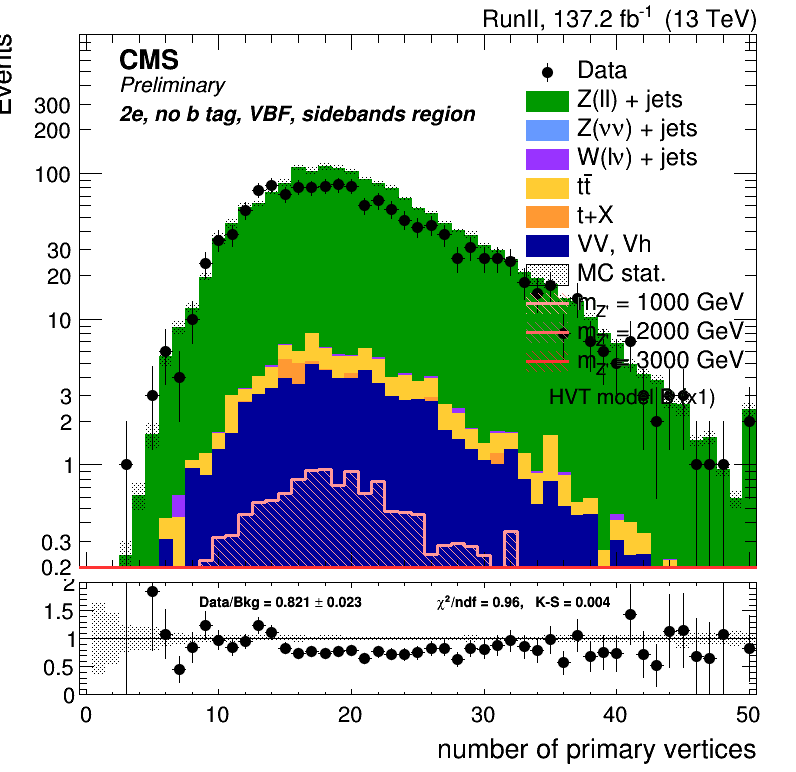 RunII, 137.2 fb⁻¹ (13 TeV)
Events
CMS
Preliminary
2e, no b tag, VBF, sidebands region
Data
Z(ll) + jets
Z(νν) + jets
W(lν) + jets
tt̄
t+X
VV, Vh
MC stat.
m_Z' = 1000 GeV
m_Z' = 2000 GeV
m_Z' = 3000 GeV
300
200
100
30
20
10
3
2
1
0.3
0.2
2
1.5
1
0.5
0
Data/Bkg = 0.821 ± 0.023
χ²/ndf = 0.96, K-S = 0.004
0 10 20 30 40 50
number of primary vertices
HVT model